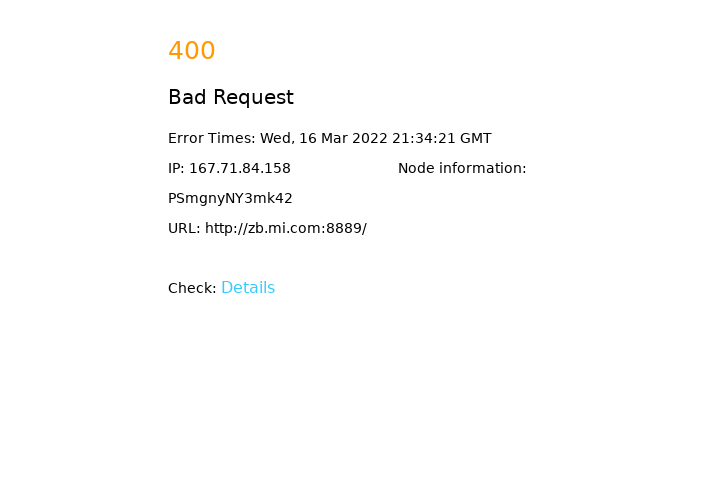 400
Bad Request
Error Times: Wed, 16 Mar 2022 21:34:21 GMT
IP: 167.71.84.158 Node information:
PSmgnyNY3mk42
URL: http://zb.mi.com:8889/
Check: Details